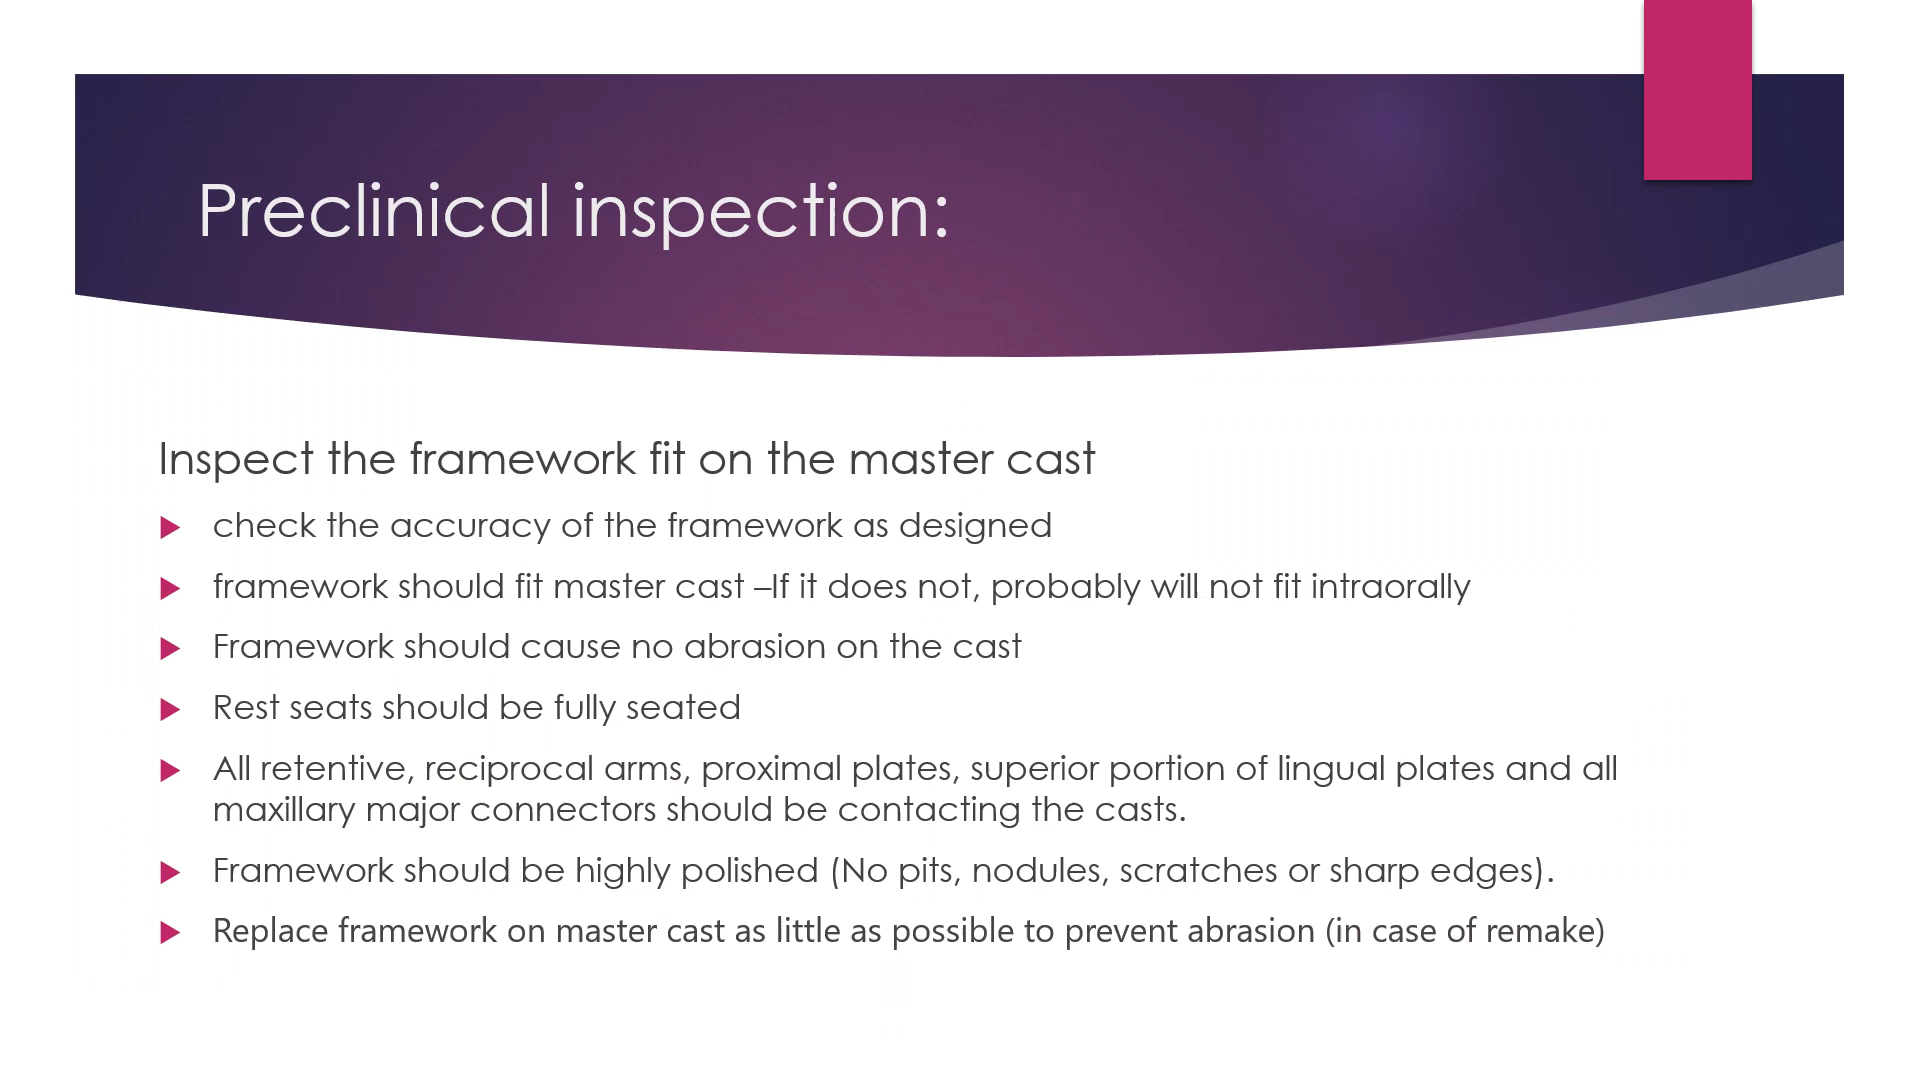 Preclinical inspection:
Inspect the framework fit on the master cast
check the accuracy of the framework as designed
framework should fit master cast –If it does not, probably will not fit intraorally
Framework should cause no abrasion on the cast
Rest seats should be fully seated
All retentive, reciprocal arms, proximal plates, superior portion of lingual plates and all
maxillary major connectors should be contacting the casts.
Framework should be highly polished (No pits, nodules, scratches or sharp edges).
Replace framework on master cast as little as possible to prevent abrasion (in case of remake)